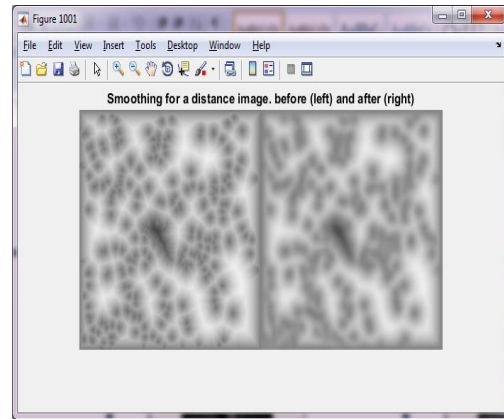 Figure 1001
File Edit View Insert Tools Desktop Window Help
Smoothing for a distance image. before (left) and after (right)